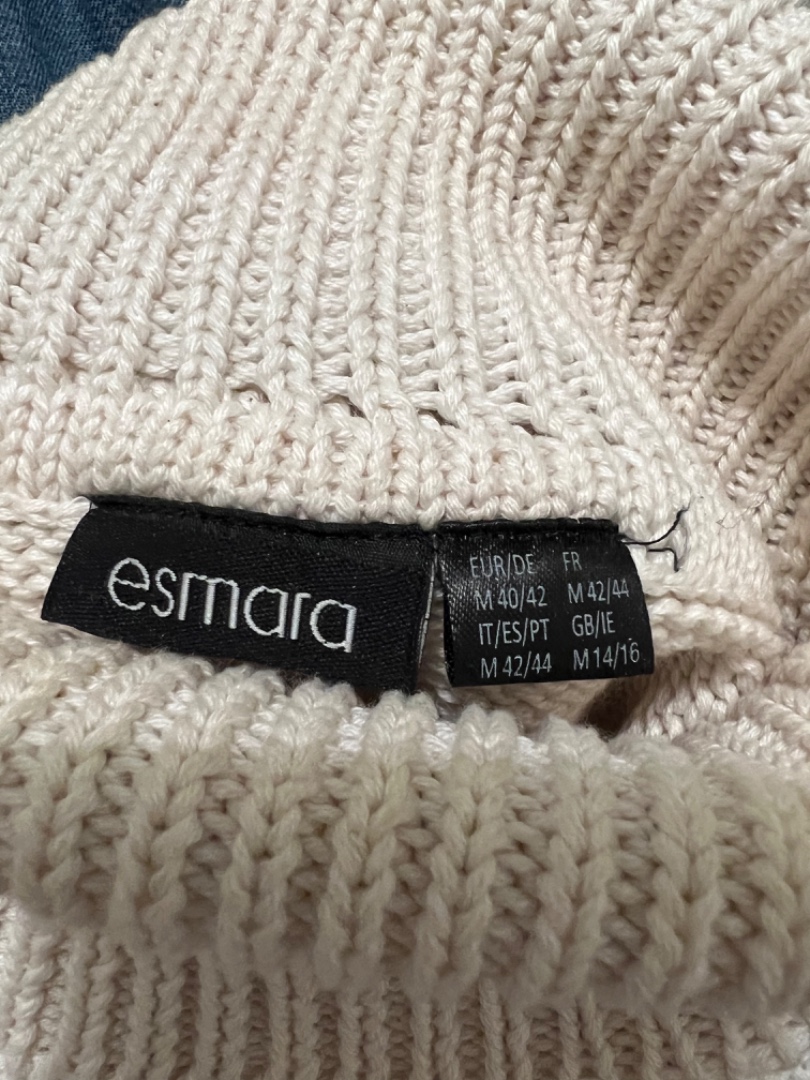 esmara
EUR/DE FR
M 40/42 M 42/44
IT/ES/PT GB/IE
M 42/44 M 14/16